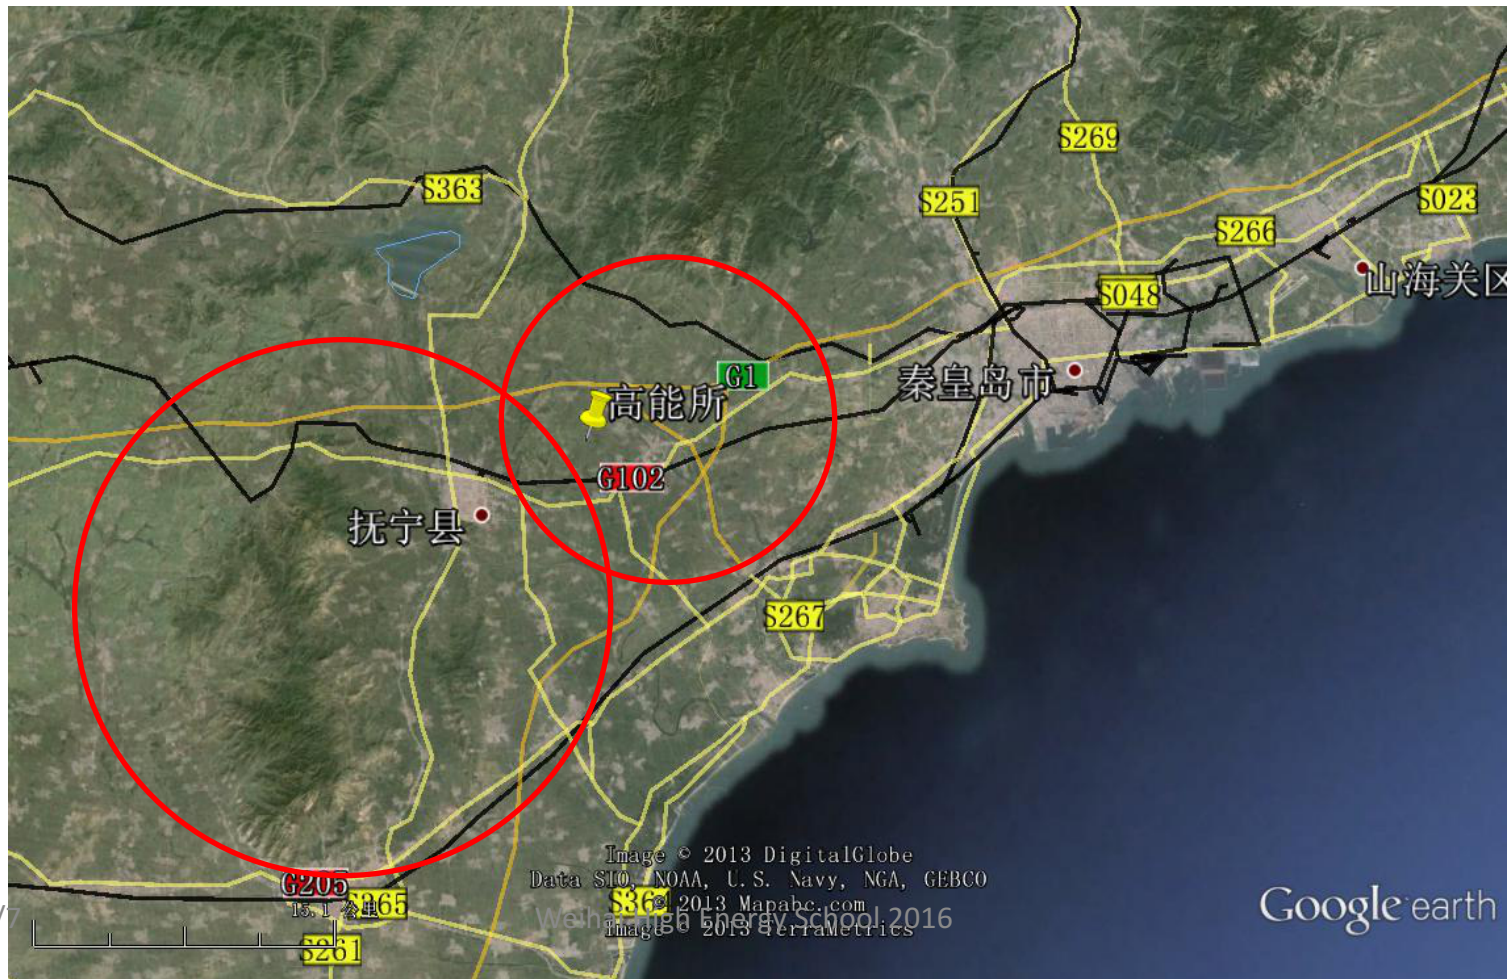 S269
S363
S251
S023
S266
山海关区
S048
G1
秦皇岛市
高能所
G102
抚宁县
S267
Image © 2013 DigitalGlobe
Data SIO, NOAA, U.S. Navy, NGA, GEBCO
© 2013 Mapabc.com
Image © 2013 TerraMetrics
G205
S365
15.1 公里
/7
Weihai High Energy School 2016
Google earth
S261